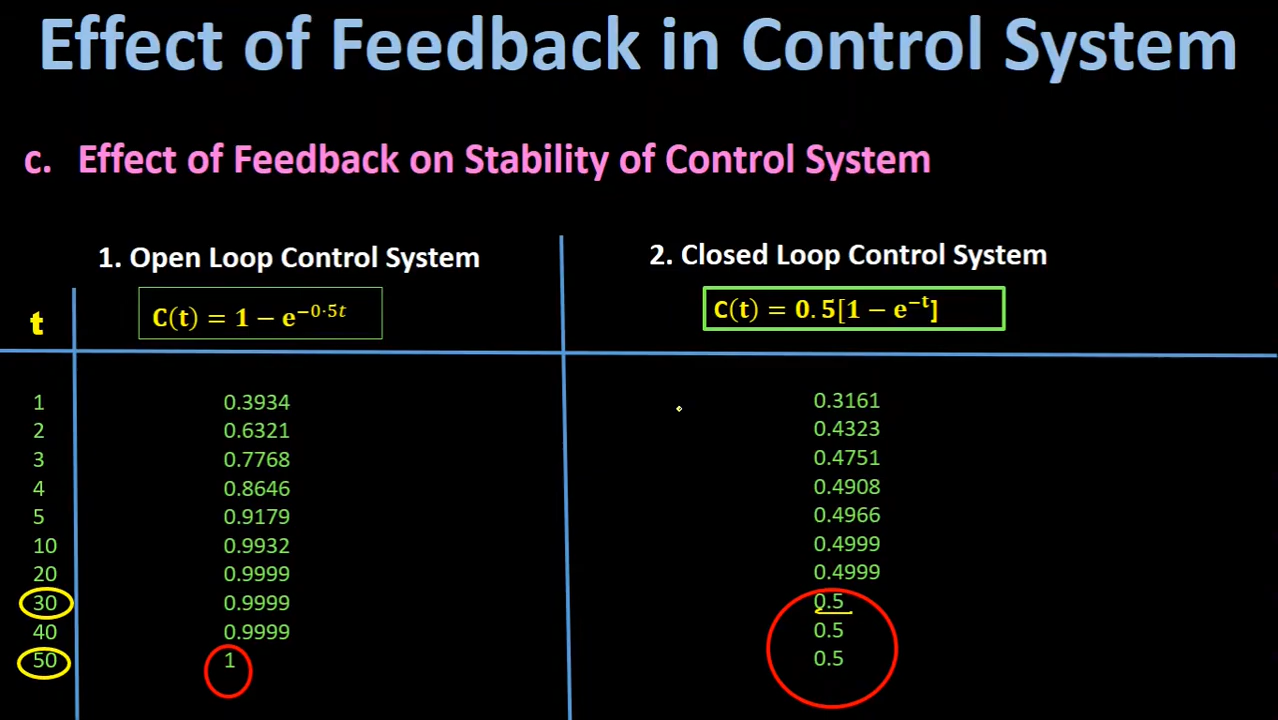 Effect of Feedback in Control System
c. Effect of Feedback on Stability of Control System
1. Open Loop Control System 2. Closed Loop Control System
t C(t) = 1 − e^{−0·5t} C(t) = 0.5[1 − e^{−t}]
1 0.3934 0.3161
2 0.6321 0.4323
3 0.7768 0.4751
4 0.8646 0.4908
5 0.9179 0.4966
10 0.9932 0.4999
20 0.9999 0.4999
30 0.9999 0.5
40 0.9999 0.5
50 1 0.5